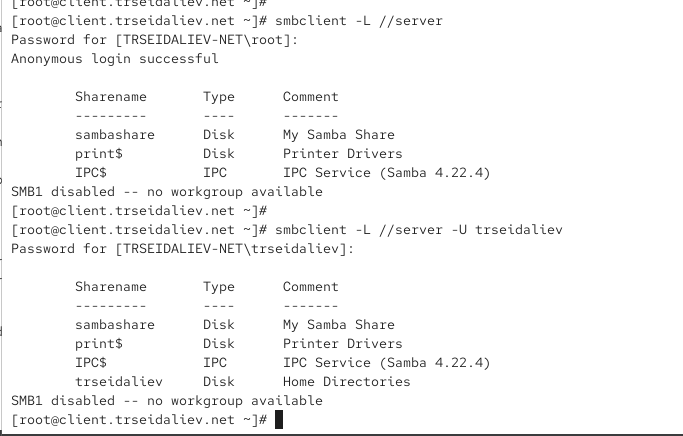 [root@client.trseidaliev.net ~]#
[root@client.trseidaliev.net ~]# smbclient -L //server
Password for [TRSEIDALIEV-NET\root]:
Anonymous login successful
Sharename Type Comment
--------- ---- -------
sambashare Disk My Samba Share
print$ Disk Printer Drivers
IPC$ IPC IPC Service (Samba 4.22.4)
SMB1 disabled -- no workgroup available
[root@client.trseidaliev.net ~]#
[root@client.trseidaliev.net ~]# smbclient -L //server -U trseidaliev
Password for [TRSEIDALIEV-NET\trseidaliev]:
Sharename Type Comment
--------- ---- -------
sambashare Disk My Samba Share
print$ Disk Printer Drivers
IPC$ IPC IPC Service (Samba 4.22.4)
trseidaliev Disk Home Directories
SMB1 disabled -- no workgroup available
[root@client.trseidaliev.net ~]#